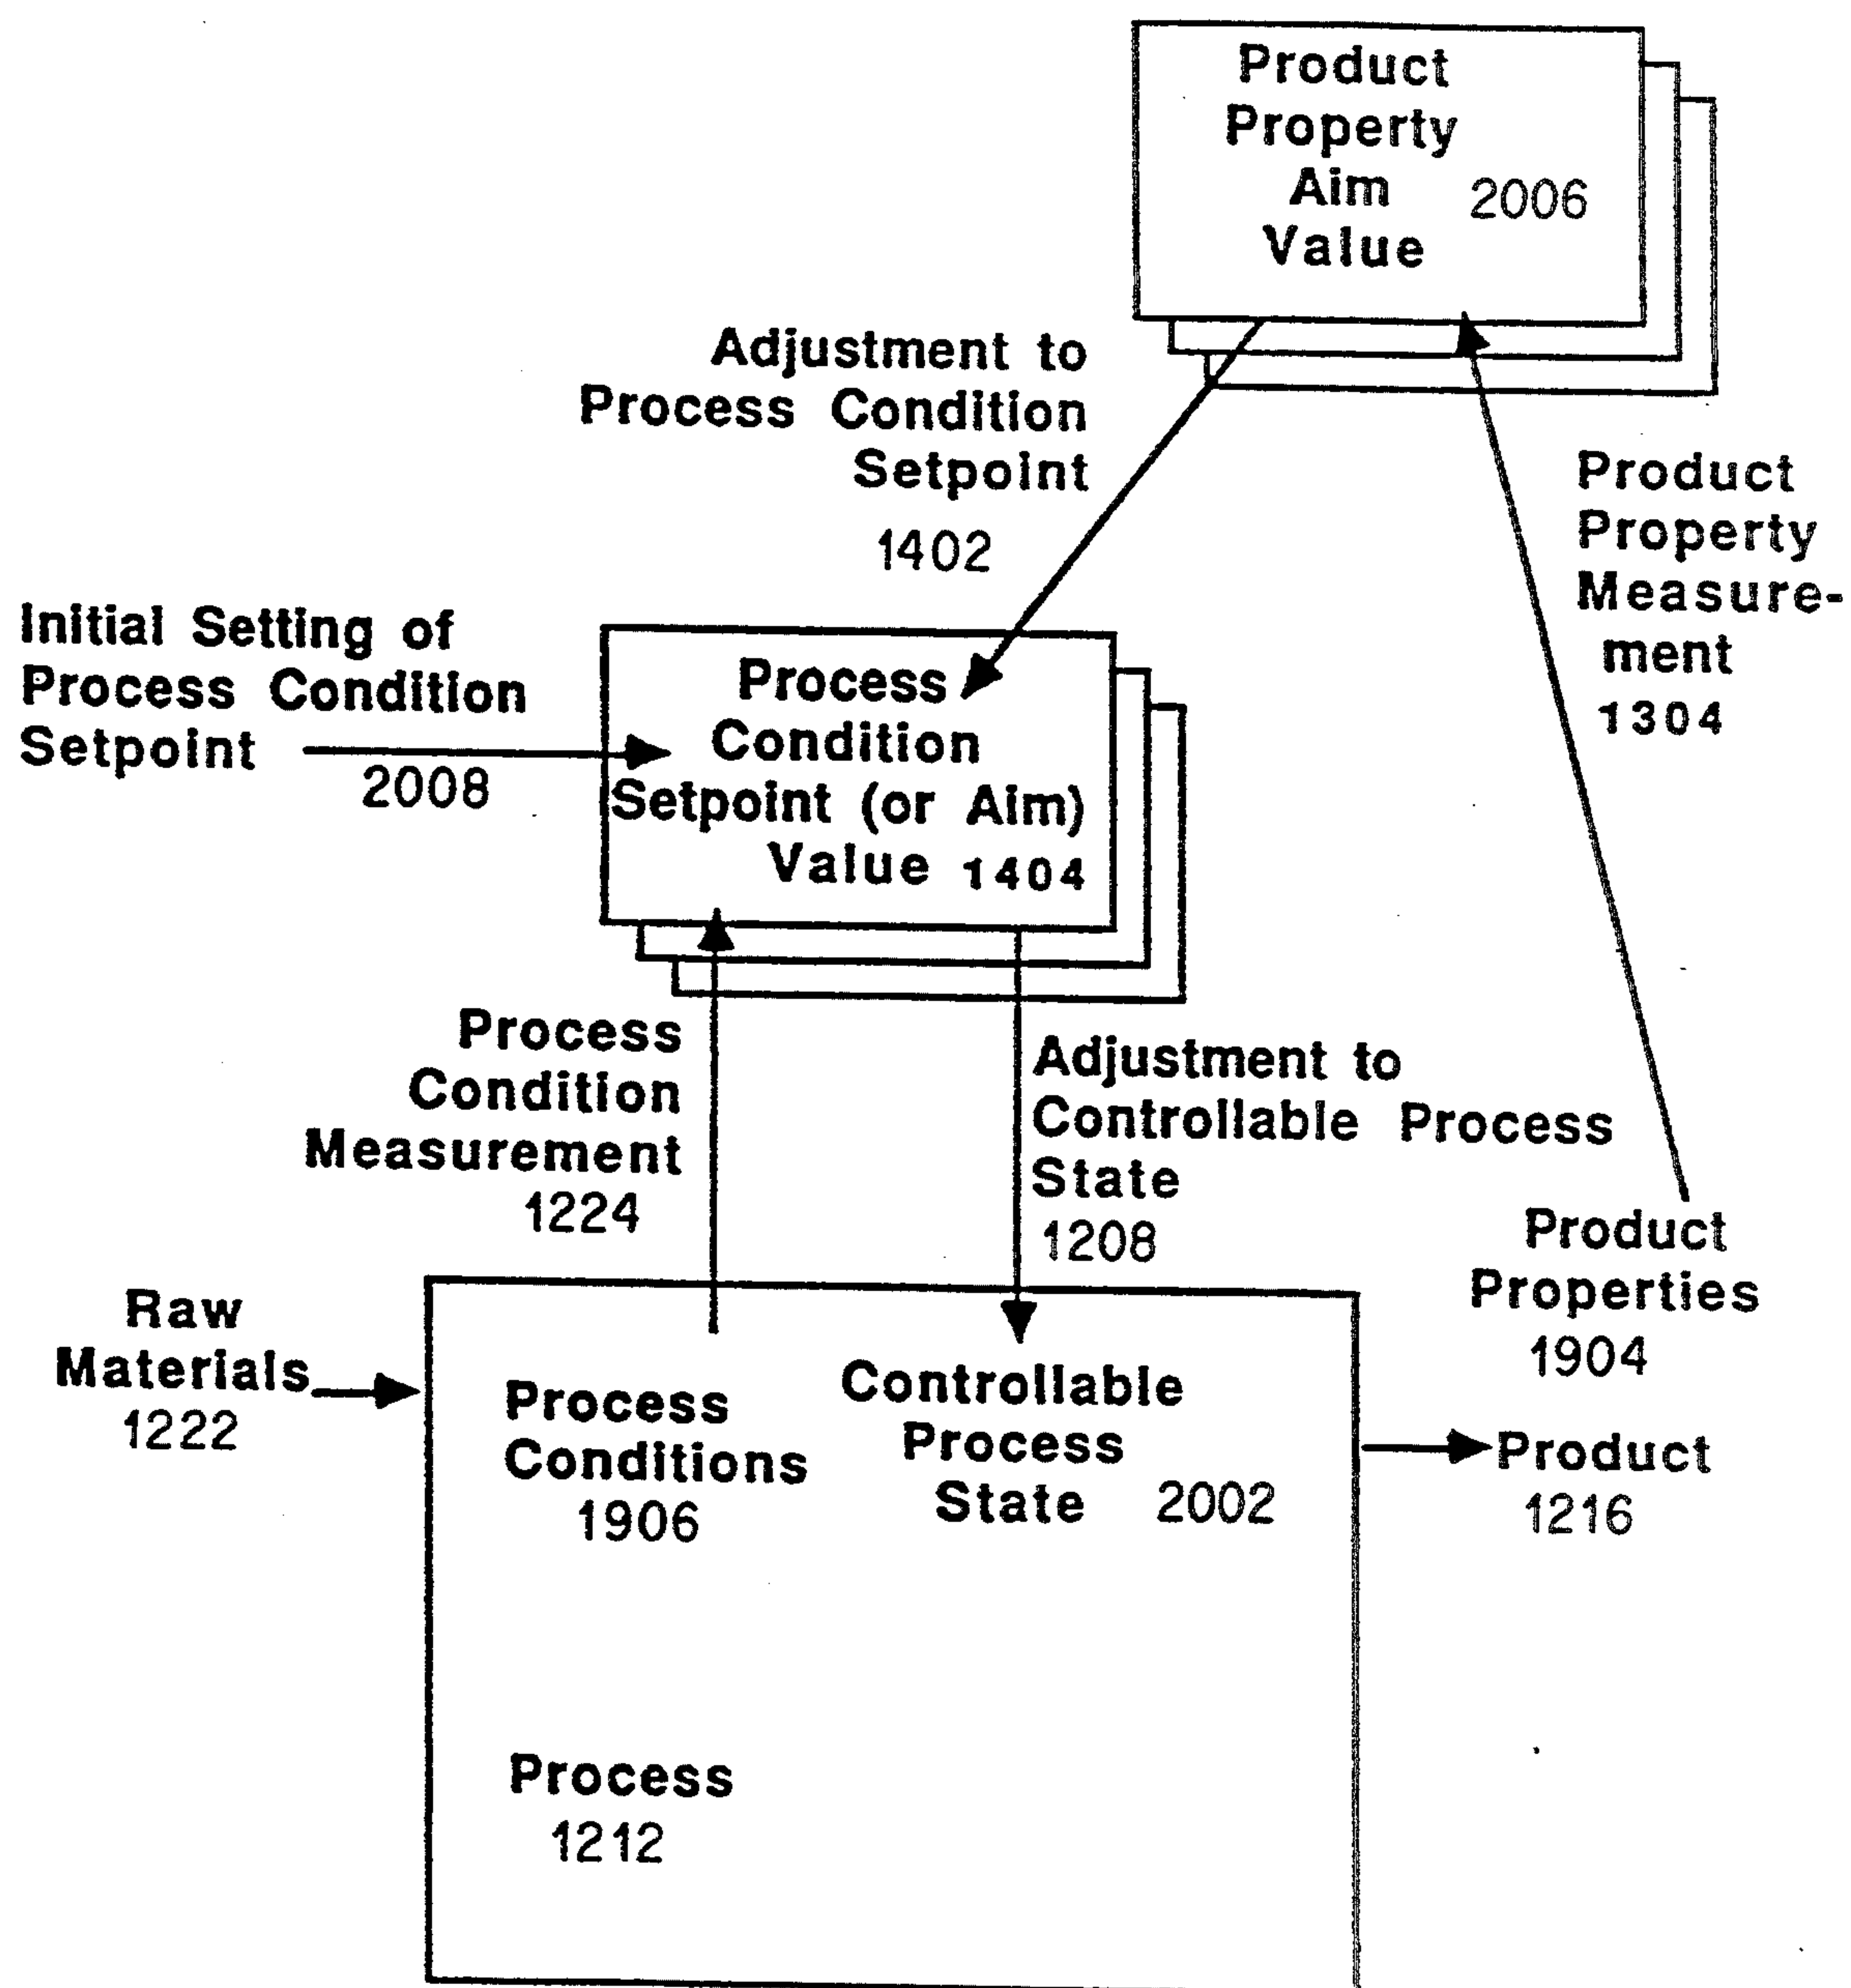 Product
Property
Aim 2006
Value
Adjustment to
Process Condition
Setpoint
1402
Product
Property
Measure-
ment
1304
Initial Setting of
Process Condition
Setpoint
2008
Process
Condition
Setpoint (or Aim)
Value 1404
Process
Condition
Measurement
1224
Adjustment to
Controllable Process
State
1208
Product
Properties
1904
Raw
Materials
1222
Process
Conditions
1906
Controllable
Process
State 2002
Product
1216
Process
1212